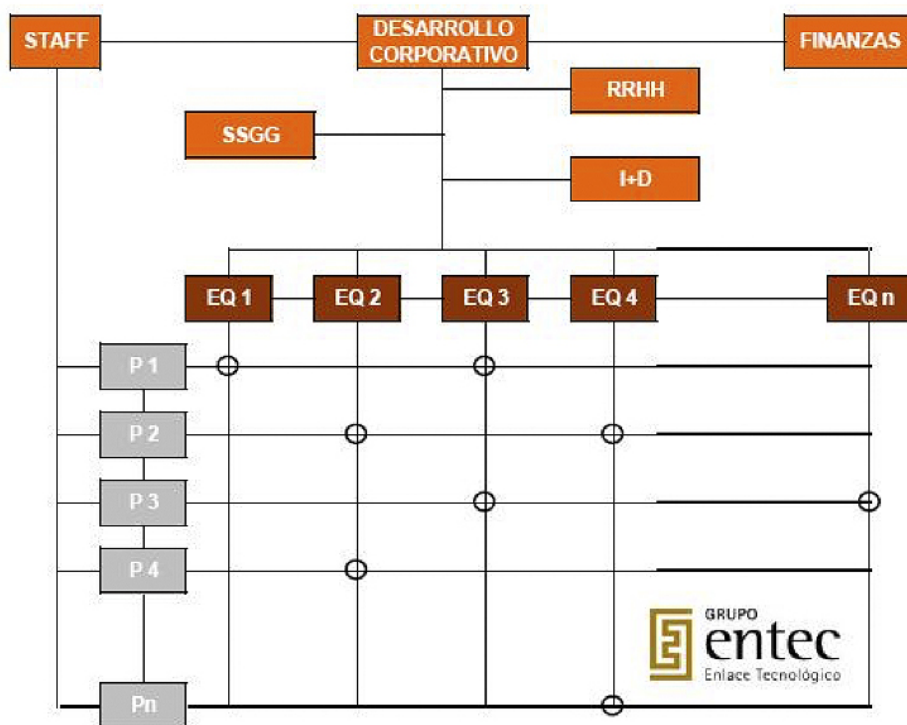 STAFF
DESARROLLO
CORPORATIVO
FINANZAS
RRHH
SSGG
I+D
EQ 1
EQ 2
EQ 3
EQ 4
EQ n
P 1
P 2
P 3
P 4
Pn
GRUPO
entec
Enlace Tecnológico